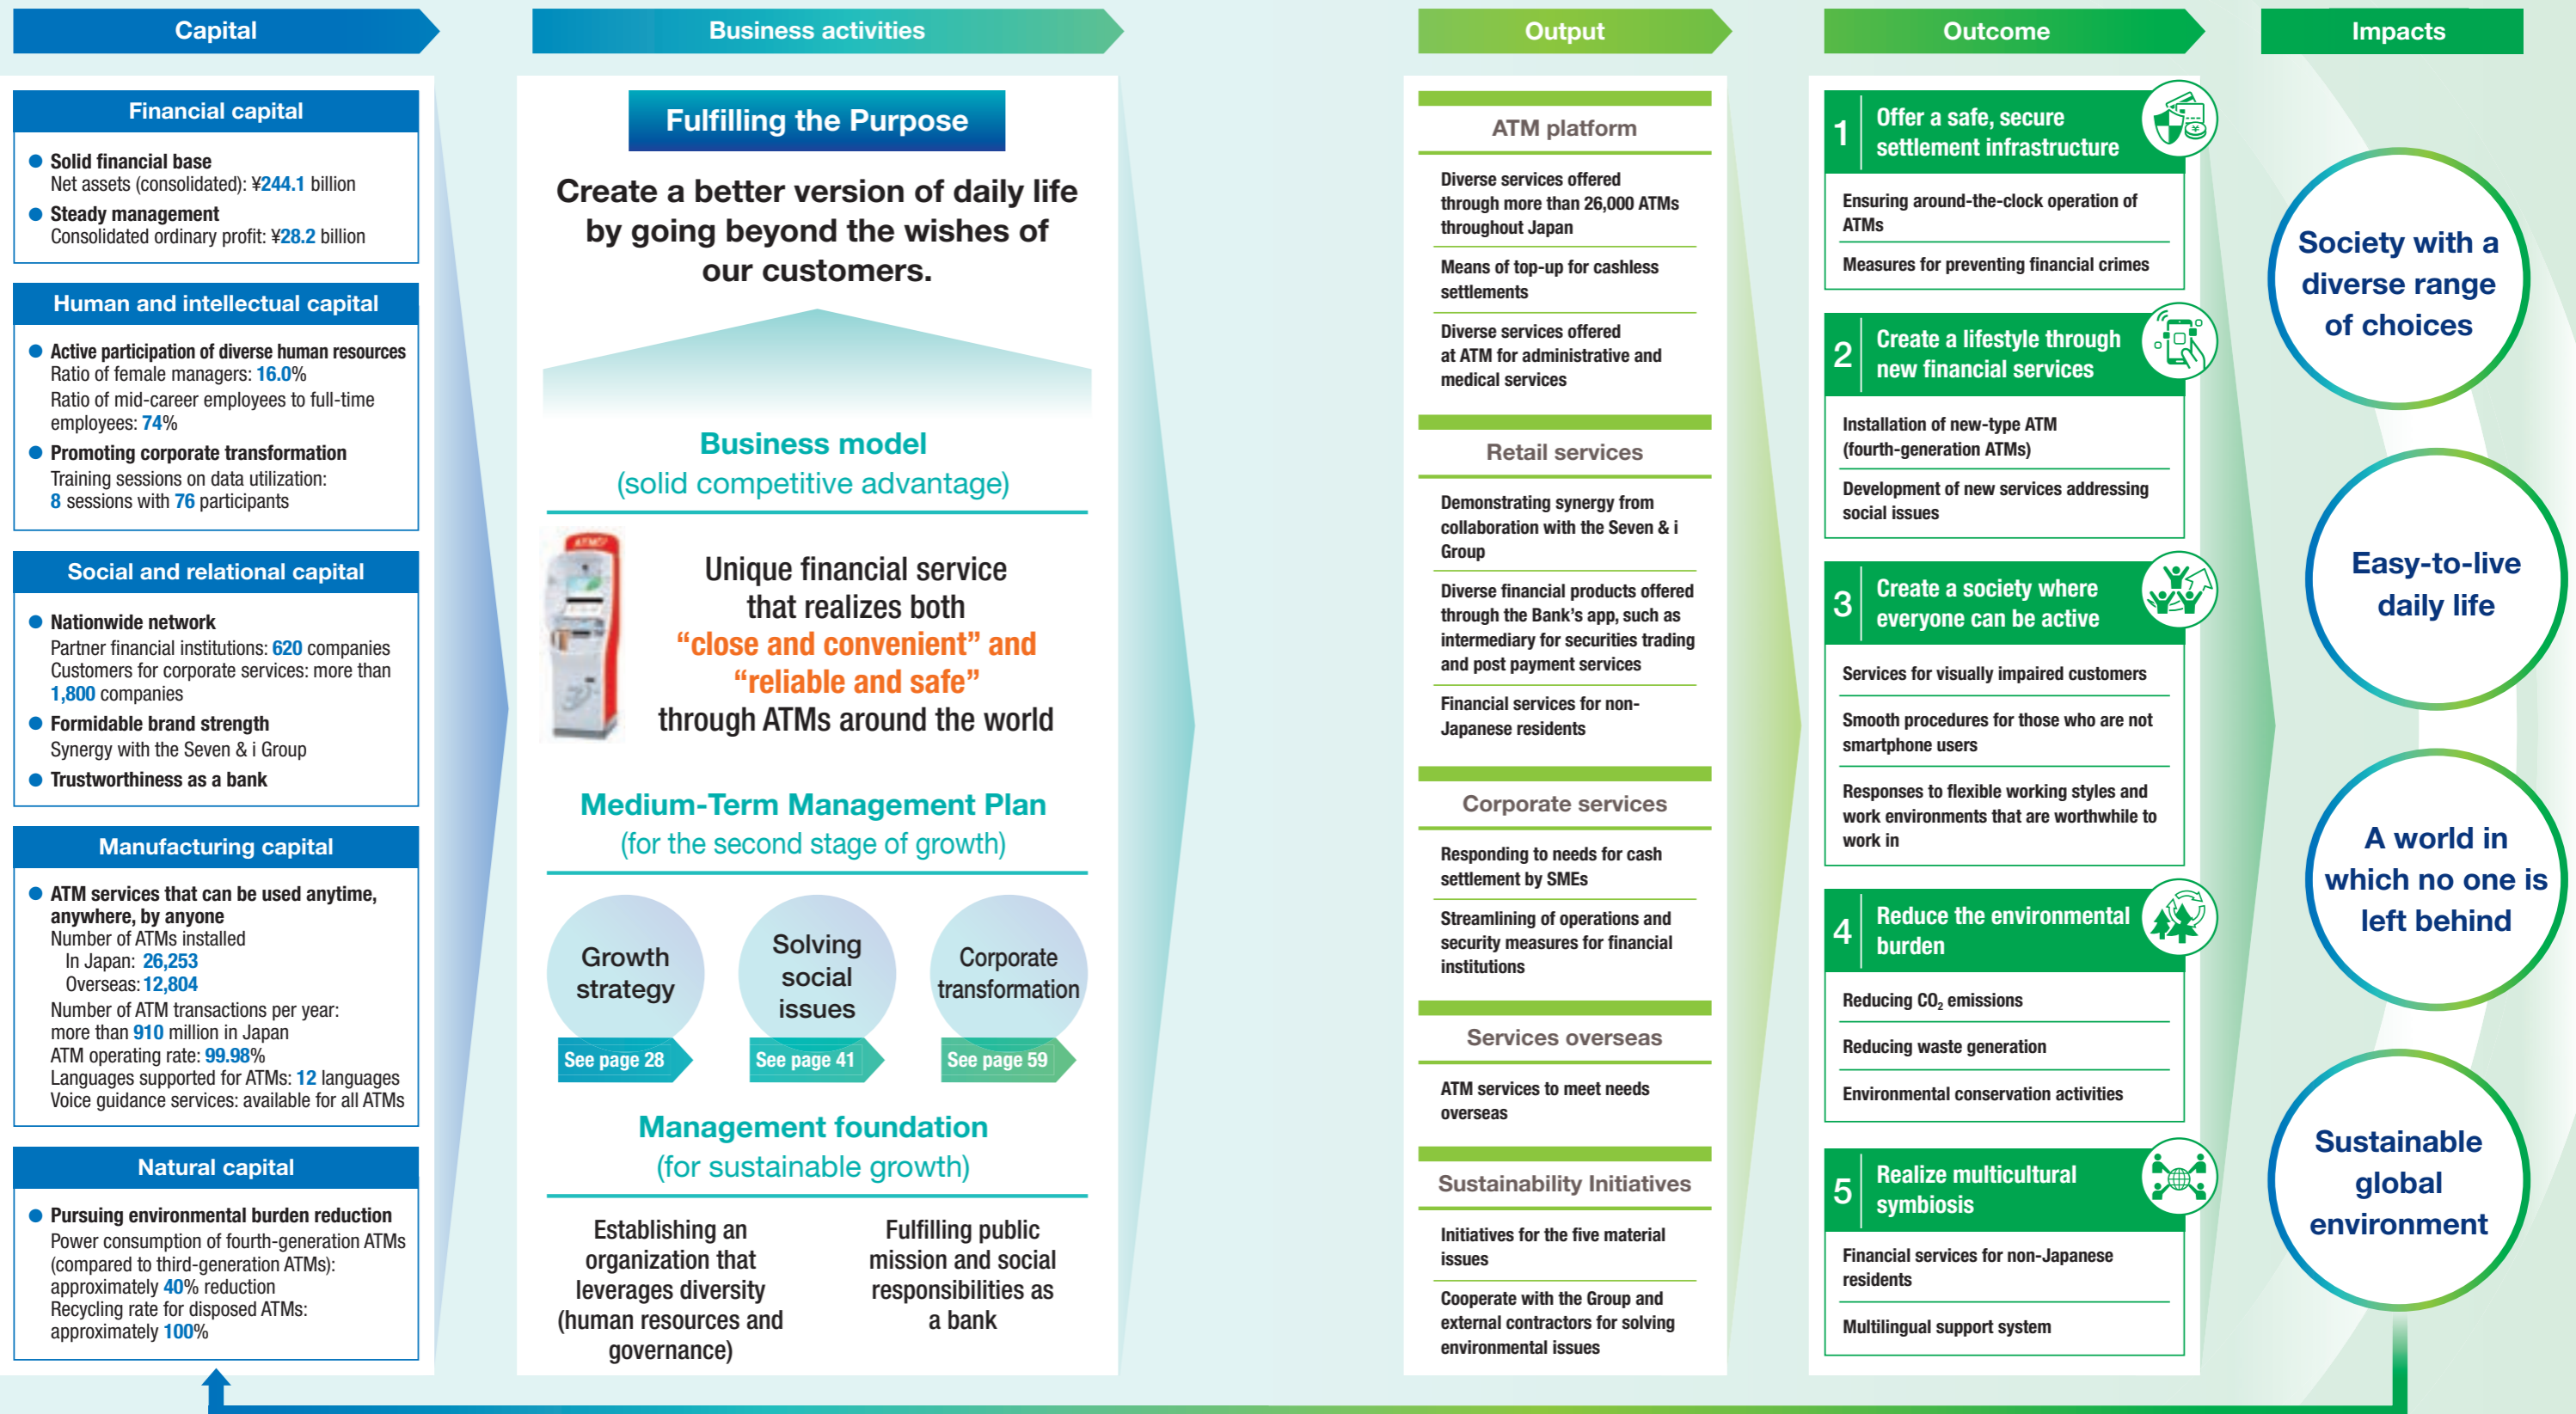 Capital
Financial capital
● Solid financial base
Net assets (consolidated): ¥244.1 billion
● Steady management
Consolidated ordinary profit: ¥28.2 billion
Human and intellectual capital
● Active participation of diverse human resources
Ratio of female managers: 16.0%
Ratio of mid-career employees to full-time
employees: 74%
● Promoting corporate transformation
Training sessions on data utilization:
8 sessions with 76 participants
Social and relational capital
● Nationwide network
Partner financial institutions: 620 companies
Customers for corporate services: more than
1,800 companies
● Formidable brand strength
Synergy with the Seven & i Group
● Trustworthiness as a bank
Manufacturing capital
● ATM services that can be used anytime,
anywhere, by anyone
Number of ATMs installed
In Japan: 26,253
Overseas: 12,804
Number of ATM transactions per year:
more than 910 million in Japan
ATM operating rate: 99.98%
Languages supported for ATMs: 12 languages
Voice guidance services: available for all ATMs
Natural capital
● Pursuing environmental burden reduction
Power consumption of fourth-generation ATMs
(compared to third-generation ATMs):
approximately 40% reduction
Recycling rate for disposed ATMs:
approximately 100%
Business activities
Fulfilling the Purpose
Create a better version of daily life
by going beyond the wishes of
our customers.
Business model
(solid competitive advantage)
ATM
Unique financial service
that realizes both
“close and convenient” and
“reliable and safe”
through ATMs around the world
Medium-Term Management Plan
(for the second stage of growth)
Growth
strategy
See page 28
Solving
social
issues
See page 41
Corporate
transformation
See page 59
Management foundation
(for sustainable growth)
Establishing an
organization that
leverages diversity
(human resources and
governance)
Fulfilling public
mission and social
responsibilities as
a bank
Output
ATM platform
Diverse services offered
through more than 26,000 ATMs
throughout Japan
Means of top-up for cashless
settlements
Diverse services offered
at ATM for administrative and
medical services
Retail services
Demonstrating synergy from
collaboration with the Seven & i
Group
Diverse financial products offered
through the Bank’s app, such as
intermediary for securities trading
and post payment services
Financial services for non-
Japanese residents
Corporate services
Responding to needs for cash
settlement by SMEs
Streamlining of operations and
security measures for financial
institutions
Services overseas
ATM services to meet needs
overseas
Sustainability Initiatives
Initiatives for the five material
issues
Cooperate with the Group and
external contractors for solving
environmental issues
Outcome
1 Offer a safe, secure
settlement infrastructure
Ensuring around-the-clock operation of
ATMs
Measures for preventing financial crimes
2 Create a lifestyle through
new financial services
Installation of new-type ATM
(fourth-generation ATMs)
Development of new services addressing
social issues
3 Create a society where
everyone can be active
Services for visually impaired customers
Smooth procedures for those who are not
smartphone users
Responses to flexible working styles and
work environments that are worthwhile to
work in
4 Reduce the environmental
burden
Reducing CO₂ emissions
Reducing waste generation
Environmental conservation activities
5 Realize multicultural
symbiosis
Financial services for non-Japanese
residents
Multilingual support system
Impacts
Society with a
diverse range
of choices
Easy-to-live
daily life
A world in
which no one is
left behind
Sustainable
global
environment